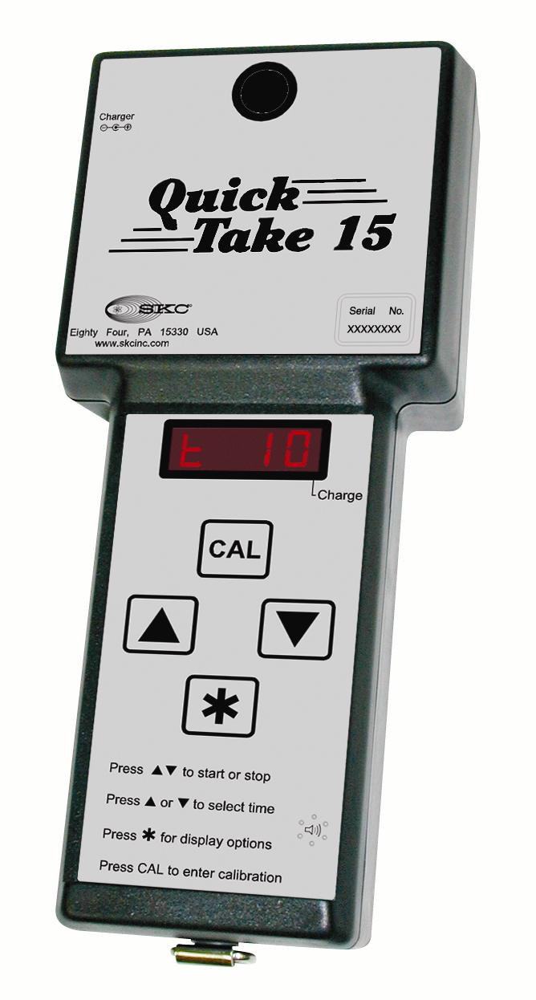 Charger
Quick
Take 15
SKC®
Eighty Four, PA 15330 USA
www.skcinc.com
Serial No.
XXXXXXXX
t 10
Charge
CAL
▲ ▼
*
Press ▲▼ to start or stop
Press ▲ or ▼ to select time
Press * for display options
Press CAL to enter calibration